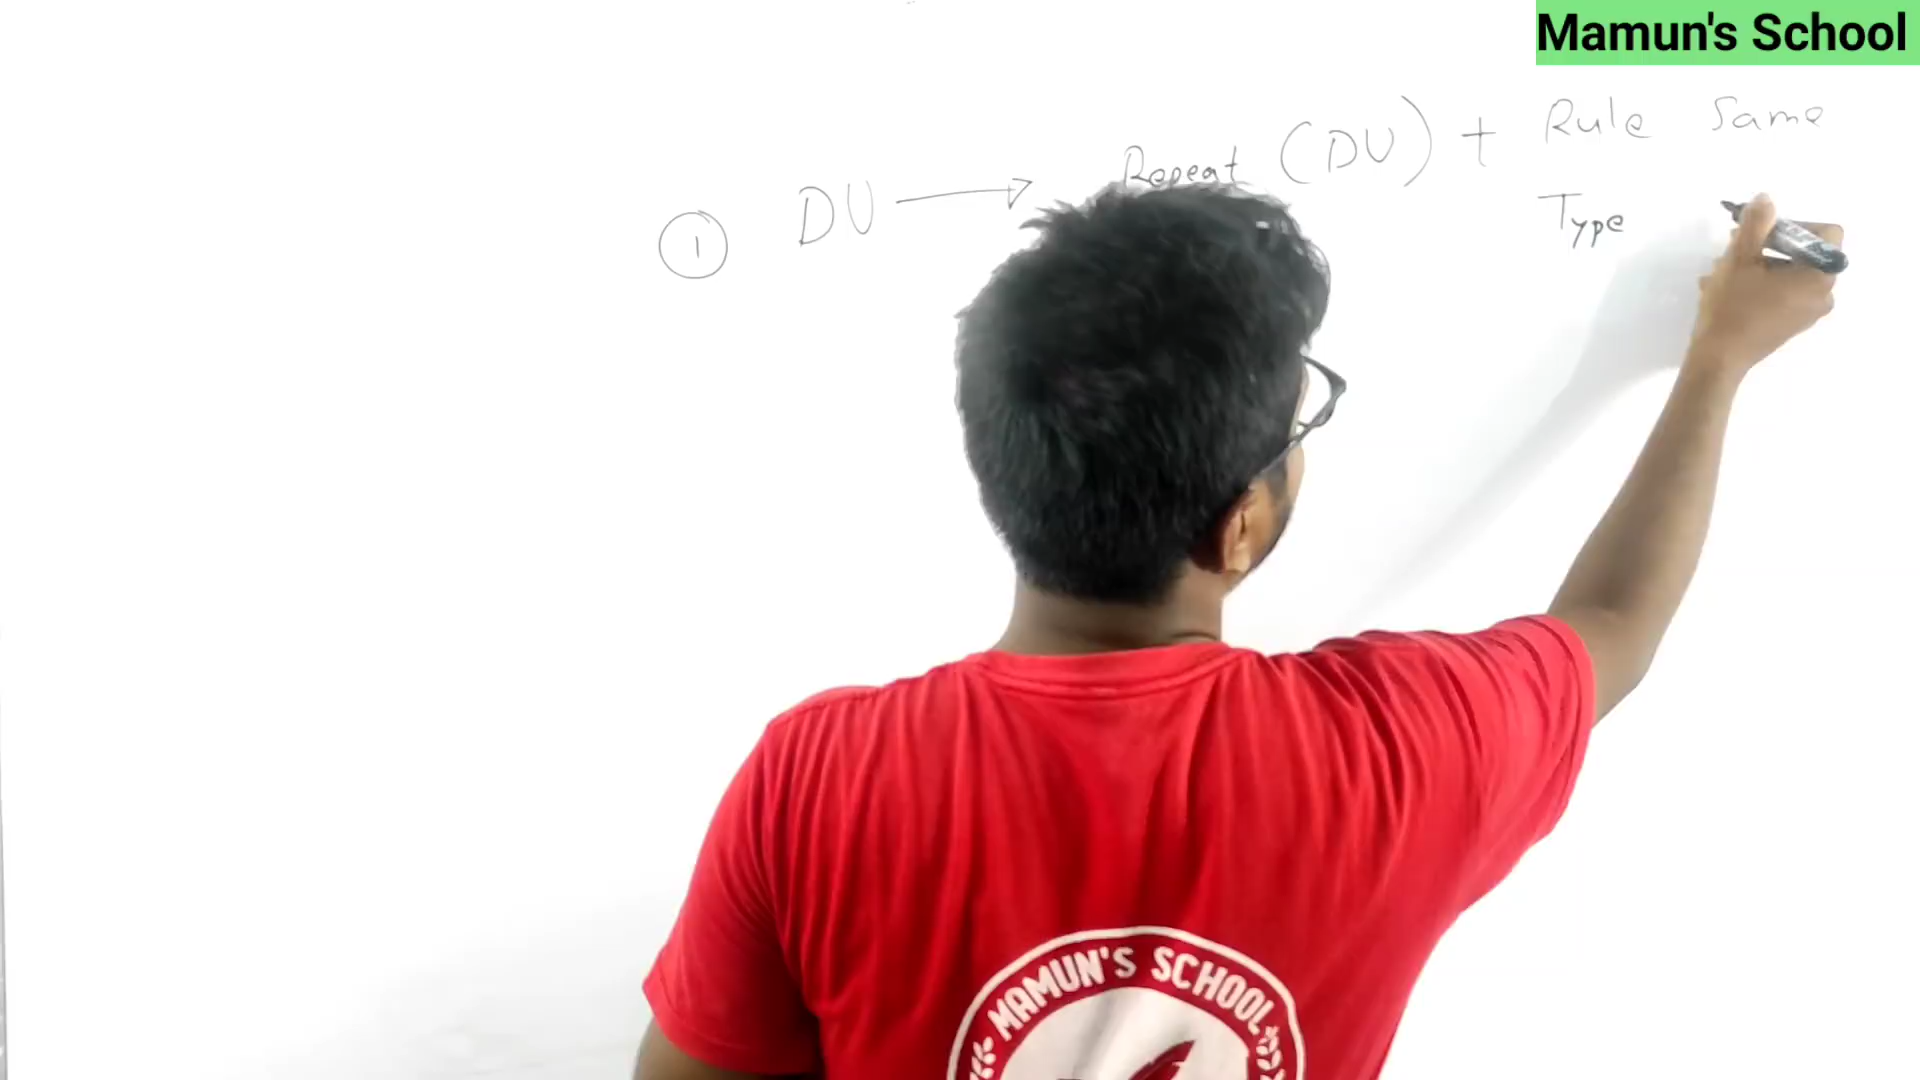 Mamun's School
① DU → Repeat (DU) + Rule Same
Type
MAMUN'S SCHOOL